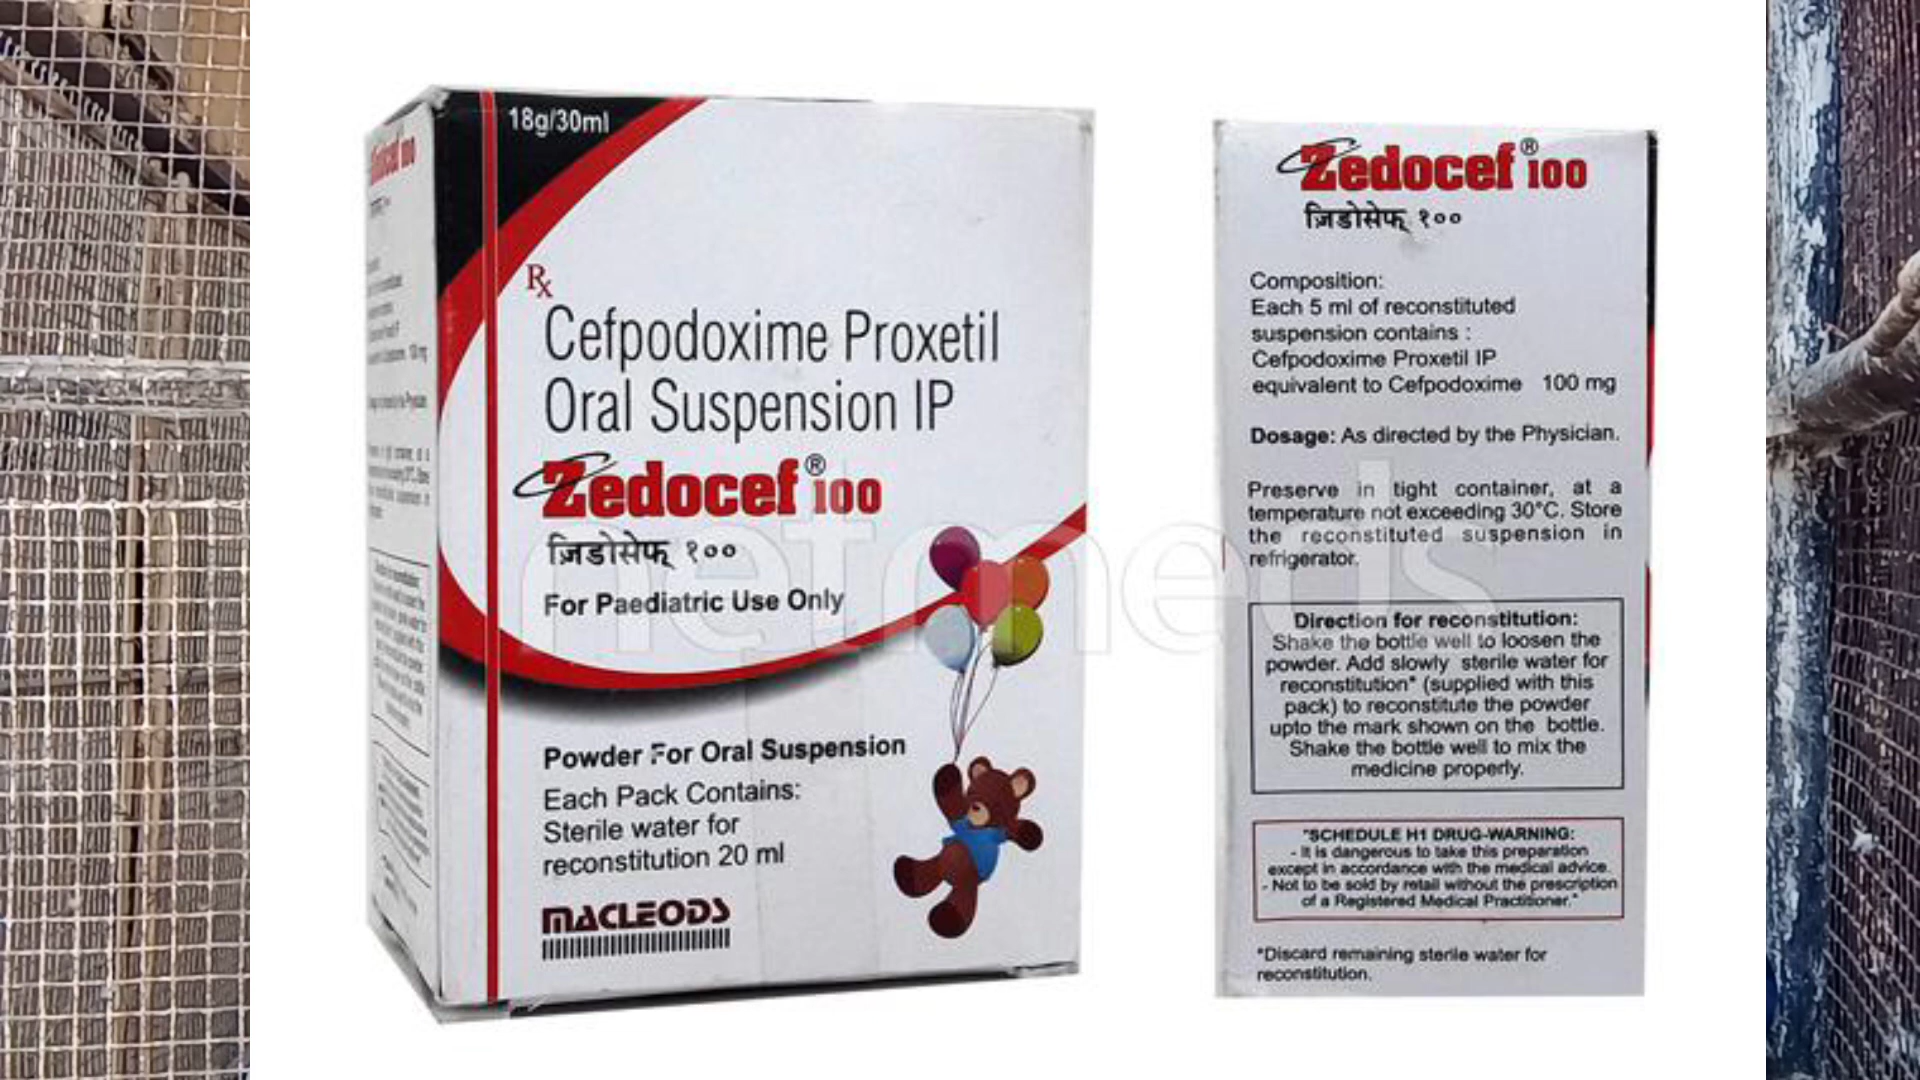 18g/30ml
Rx
Cefpodoxime Proxetil
Oral Suspension IP
Zedocef® 100
ज़िडोसेफ् १००
For Paediatric Use Only
Powder For Oral Suspension
Each Pack Contains:
Sterile water for
reconstitution 20 ml
MACLEODS
netmeds
Zedocef® 100
ज़िडोसेफ् १००
Composition:
Each 5 ml of reconstituted
suspension contains :
Cefpodoxime Proxetil IP
equivalent to Cefpodoxime 100 mg
Dosage: As directed by the Physician.
Preserve in tight container, at a
temperature not exceeding 30°C. Store
the reconstituted suspension in
refrigerator.
Direction for reconstitution:
Shake the bottle well to loosen the
powder. Add slowly sterile water for
reconstitution* (supplied with this
pack) to reconstitute the powder
upto the mark shown on the bottle.
Shake the bottle well to mix the
medicine properly.
"SCHEDULE H1 DRUG-WARNING:
- It is dangerous to take this preparation
except in accordance with the medical advice.
- Not to be sold by retail without the prescription
of a Registered Medical Practitioner."
*Discard remaining sterile water for
reconstitution.